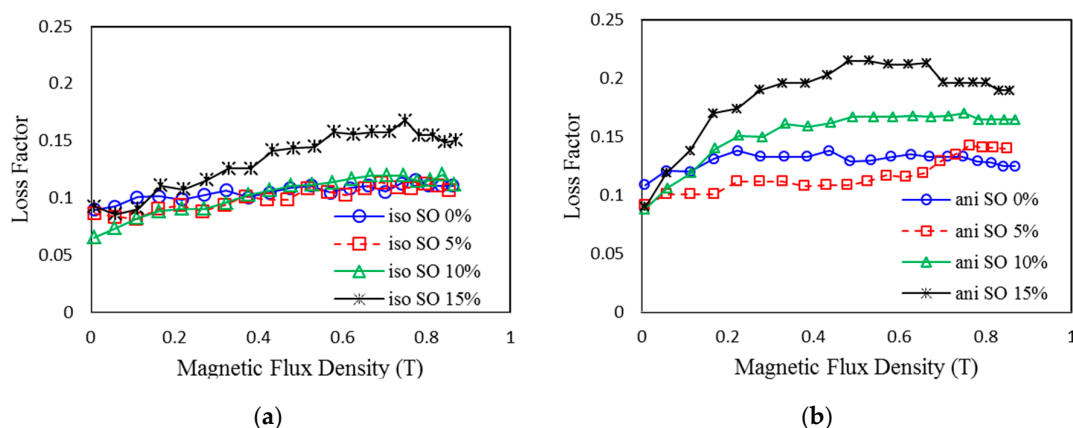 0.25
0.2
0.15
0.1
0.05
0
Loss Factor
0 0.2 0.4 0.6 0.8 1
Magnetic Flux Density (T)
iso SO 0%
iso SO 5%
iso SO 10%
iso SO 15%
(a)
0.25
0.2
0.15
0.1
0.05
0
Loss Factor
0 0.2 0.4 0.6 0.8 1
Magnetic Flux Density (T)
ani SO 0%
ani SO 5%
ani SO 10%
ani SO 15%
(b)